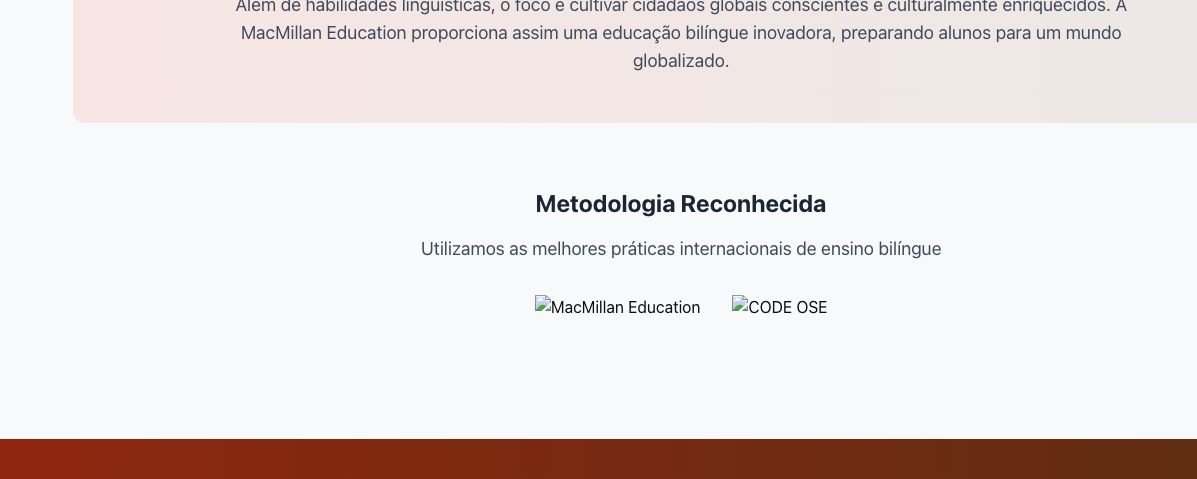 Além de habilidades linguísticas, o foco é cultivar cidadãos globais conscientes e culturalmente enriquecidos. A
MacMillan Education proporciona assim uma educação bilíngue inovadora, preparando alunos para um mundo
globalizado.
Metodologia Reconhecida
Utilizamos as melhores práticas internacionais de ensino bilíngue
MacMillan Education
CODE OSE